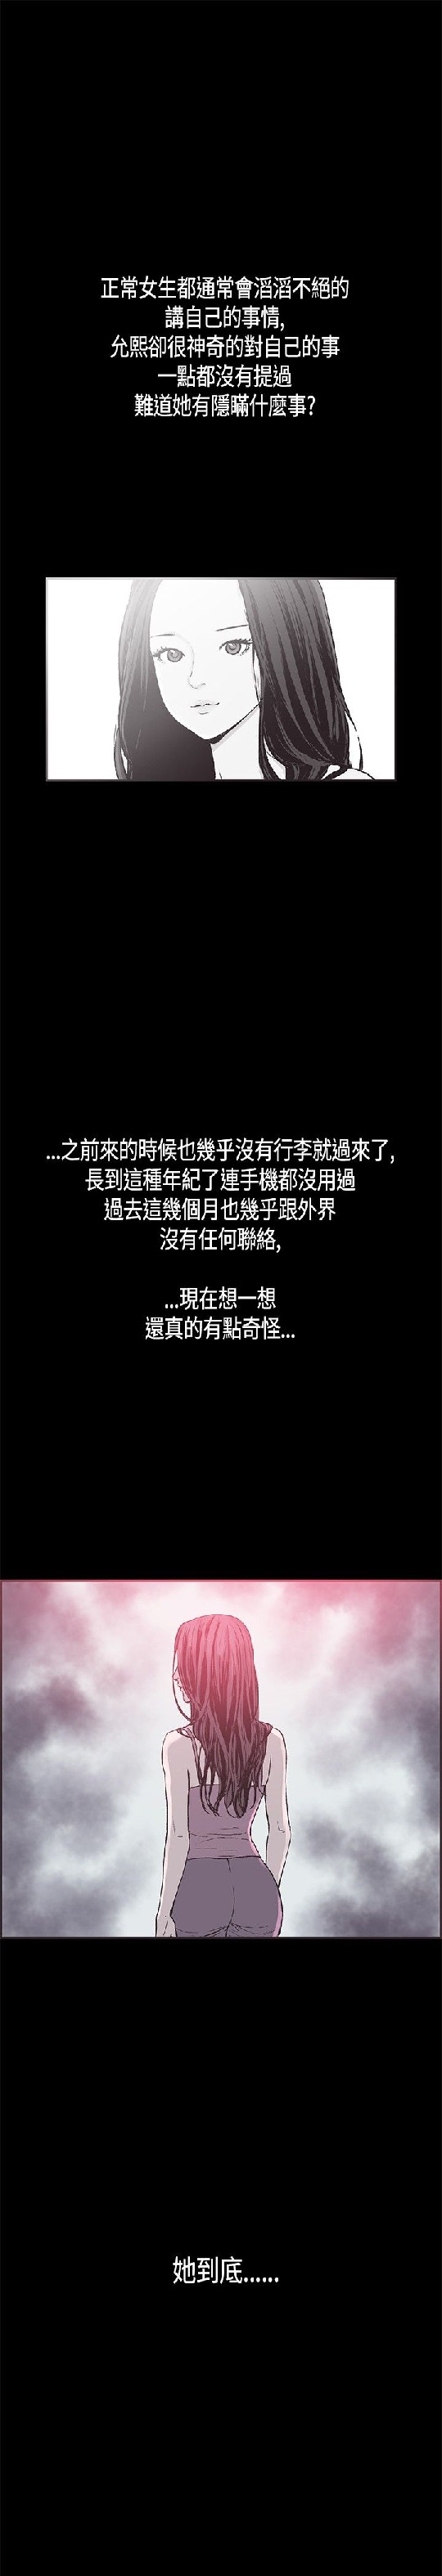 正常女生都通常會滔滔不絕的
講自己的事情,
允熙卻很神奇的對自己的事
一點都沒有提過
難道她有隱瞞什麼事?
...之前來的時候也幾乎沒有行李就過來了,
長到這種年紀了連手機都沒用過
過去這幾個月也幾乎跟外界
沒有任何聯絡,
...現在想一想
還真的有點奇怪...
她到底......